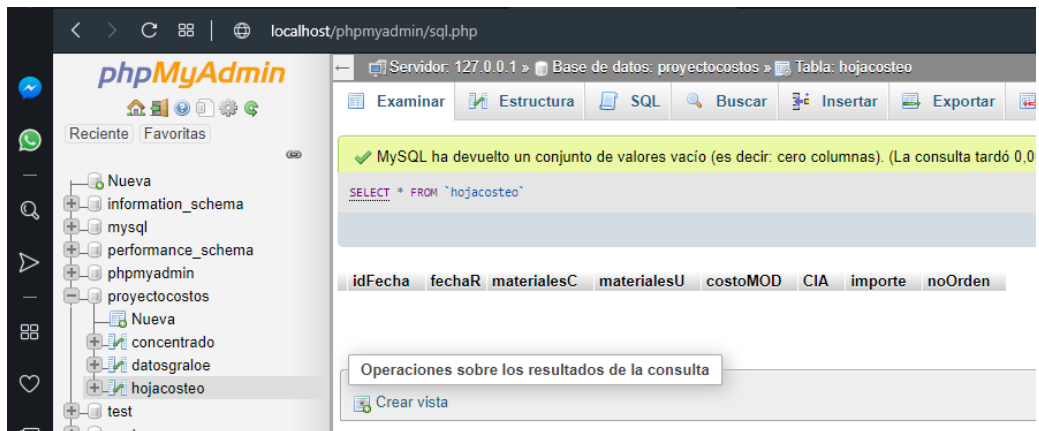 localhost/phpmyadmin/sql.php
phpMyAdmin
Reciente Favoritas
Nueva
information_schema
mysql
performance_schema
phpmyadmin
proyectocostos
Nueva
concentrado
datosgraloe
hojacosteo
test
Servidor: 127.0.0.1 » Base de datos: proyectocostos » Tabla: hojacosteo
Examinar Estructura SQL Buscar Insertar Exportar
MySQL ha devuelto un conjunto de valores vacío (es decir: cero columnas). (La consulta tardó 0,0
SELECT * FROM `hojacosteo`
idFecha fechaR materialesC materialesU costoMOD CIA importe noOrden
Operaciones sobre los resultados de la consulta
Crear vista